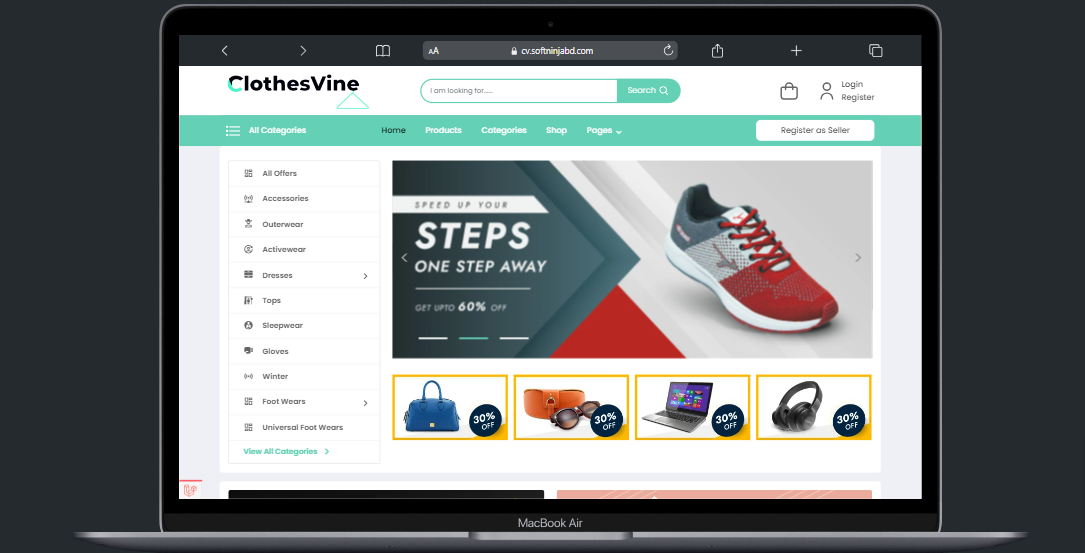 AA
cv.softninjabd.com
ClothesVine
I am looking for.....
Search
Login
Register
All Categories
Home
Products
Categories
Shop
Pages
Register as Seller
All Offers
Accessories
Outerwear
Activewear
Dresses
Tops
Sleepwear
Gloves
Winter
Foot Wears
Universal Foot Wears
View All Categories
SPEED UP YOUR
STEPS
ONE STEP AWAY
GET UPTO 60% OFF
30%
OFF
30%
OFF
30%
OFF
30%
OFF
MacBook Air